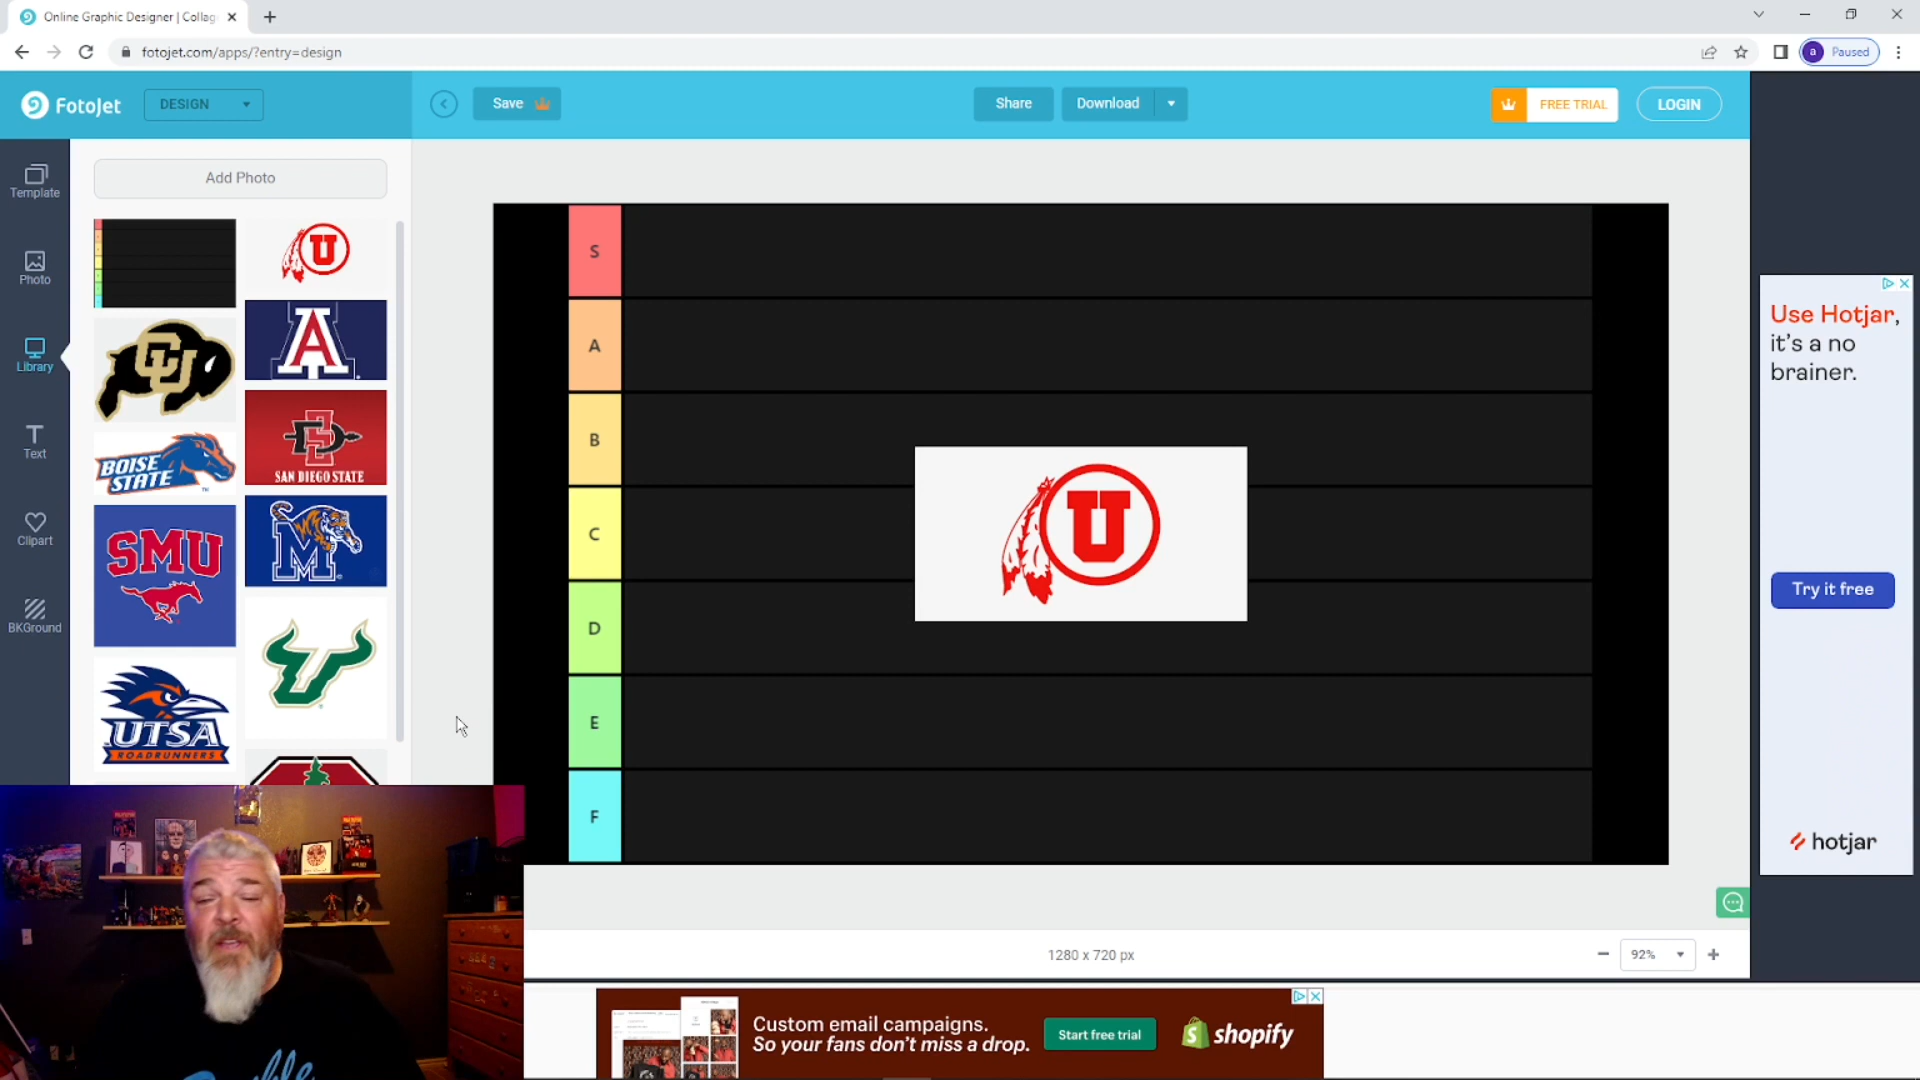 Online Graphic Designer | Collag
fotojet.com/apps/?entry=design
a Paused
FotoJet
DESIGN
Save
Share
Download
FREE TRIAL
LOGIN
Template
Photo
Library
Text
Clipart
BKGround
Add Photo
U
CU
A
BOISE
STATE
SD
SAN DIEGO STATE
SMU
M
U
UTSA
ROADRUNNERS
S
A
B
C
D
E
F
U
Use Hotjar,
it's a no
brainer.
Try it free
hotjar
1280 x 720 px
92%
Custom email campaigns.
So your fans don't miss a drop.
Start free trial
shopify